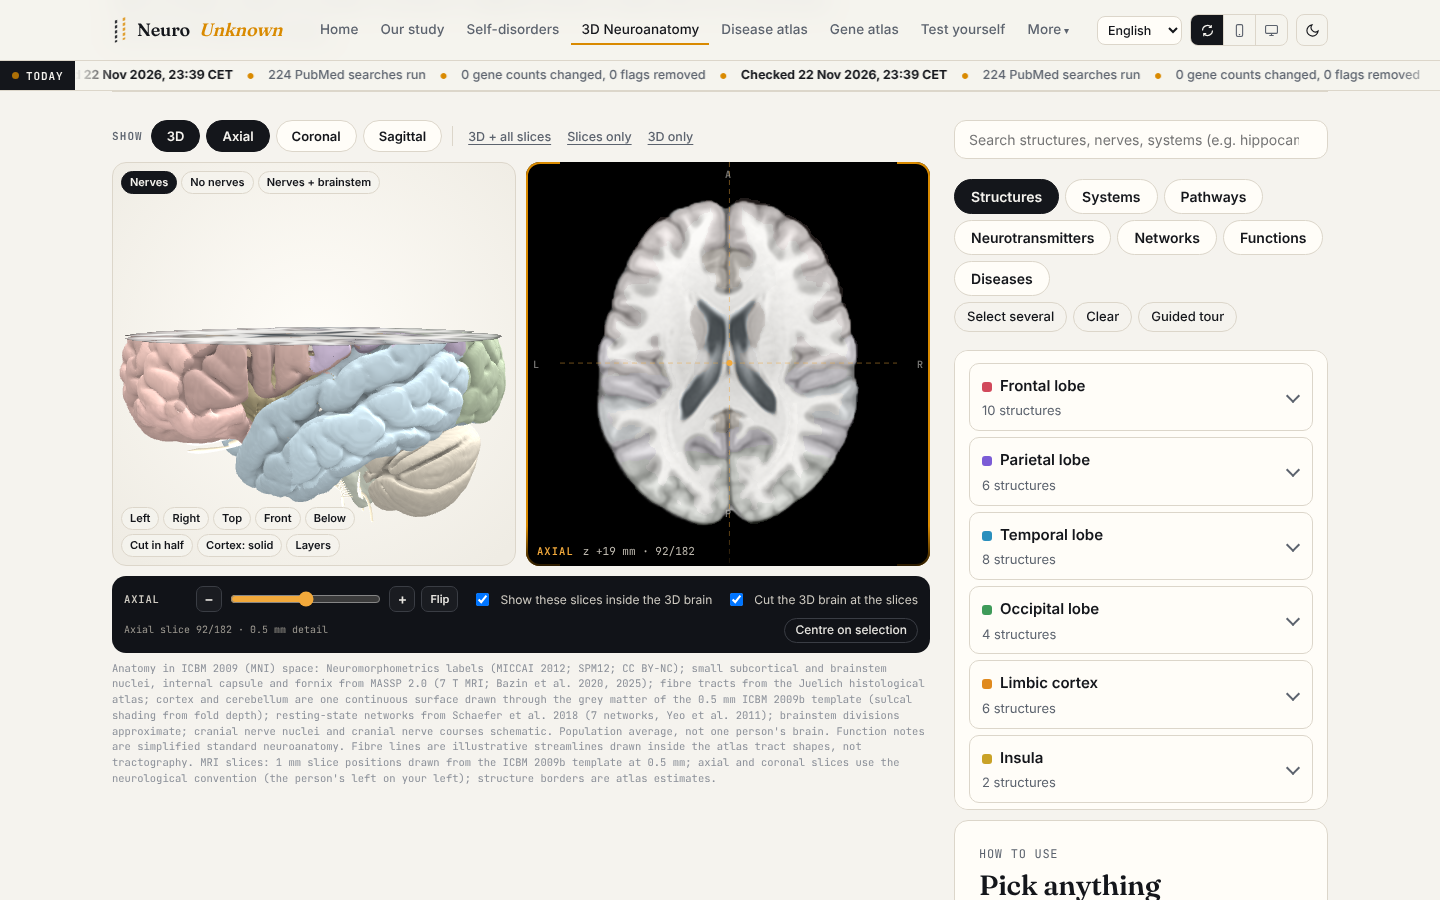 Neuro Unknown
Home Our study Self-disorders 3D Neuroanatomy Disease atlas Gene atlas Test yourself More ▾
English
TODAY
22 Nov 2026, 23:39 CET • 224 PubMed searches run • 0 gene counts changed, 0 flags removed • Checked 22 Nov 2026, 23:39 CET • 224 PubMed searches run • 0 gene counts changed, 0 flags removed
SHOW 3D Axial Coronal Sagittal 3D + all slices Slices only 3D only
Nerves No nerves Nerves + brainstem
Left Right Top Front Below
Cut in half Cortex: solid Layers
A
L
R
P
AXIAL z +19 mm · 92/182
AXIAL − + Flip Show these slices inside the 3D brain Cut the 3D brain at the slices
Axial slice 92/182 · 0.5 mm detail
Centre on selection
Anatomy in ICBM 2009 (MNI) space: Neuromorphometrics labels (MICCAI 2012; SPM12; CC BY-NC); small subcortical and brainstem
nuclei, internal capsule and fornix from MASSP 2.0 (7 T MRI; Bazin et al. 2020, 2025); fibre tracts from the Juelich histological
atlas; cortex and cerebellum are one continuous surface drawn through the grey matter of the 0.5 mm ICBM 2009b template (sulcal
shading from fold depth); resting-state networks from Schaefer et al. 2018 (7 networks, Yeo et al. 2011); brainstem divisions
approximate; cranial nerve nuclei and cranial nerve courses schematic. Population average, not one person's brain. Function notes
are simplified standard neuroanatomy. Fibre lines are illustrative streamlines drawn inside the atlas tract shapes, not
tractography. MRI slices: 1 mm slice positions drawn from the ICBM 2009b template at 0.5 mm; axial and coronal slices use the
neurological convention (the person's left on your left); structure borders are atlas estimates.
Search structures, nerves, systems (e.g. hippocar
Structures Systems Pathways
Neurotransmitters Networks Functions
Diseases
Select several Clear Guided tour
Frontal lobe
10 structures
Parietal lobe
6 structures
Temporal lobe
8 structures
Occipital lobe
4 structures
Limbic cortex
6 structures
Insula
2 structures
HOW TO USE
Pick anything